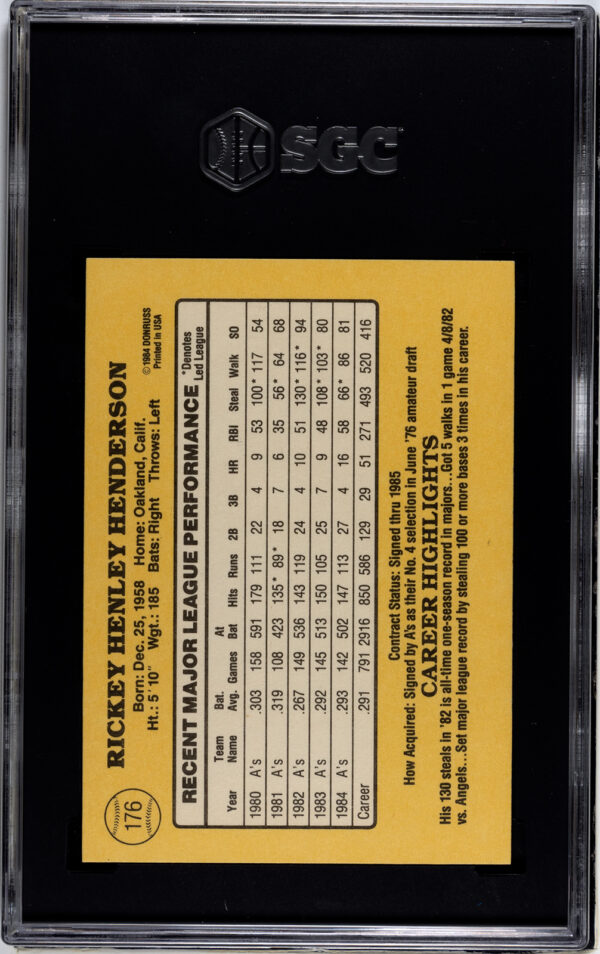 SGC
176
RICKEY HENLEY HENDERSON
Born: Dec. 25, 1958 Home: Oakland, Calif.
Ht.: 5'10" Wgt.: 185 Bats: Right Throws: Left
©1984 DONRUSS
Printed in USA
RECENT MAJOR LEAGUE PERFORMANCE
*Denotes
Led League
Year Team Name Bat. Avg. Games At Bat Hits Runs 2B 3B HR RBI Steal Walk SO
1980 A's .303 158 591 179 111 22 4 9 53 100* 117 54
1981 A's .319 108 423 135* 89* 18 7 6 35 56* 64 68
1982 A's .267 149 536 143 119 24 4 10 51 130* 116* 94
1983 A's .292 145 513 150 105 25 7 9 48 108* 103* 80
1984 A's .293 142 502 147 113 27 4 16 58 66* 86 81
Career .291 791 2916 850 586 129 29 51 271 493 520 416
Contract Status: Signed thru 1985
How Acquired: Signed by A's as their No. 4 selection in June '76 amateur draft
CAREER HIGHLIGHTS
His 130 steals in '82 is all-time one-season record in majors...Got 5 walks in 1 game 4/8/82
vs. Angels...Set major league record by stealing 100 or more bases 3 times in his career.